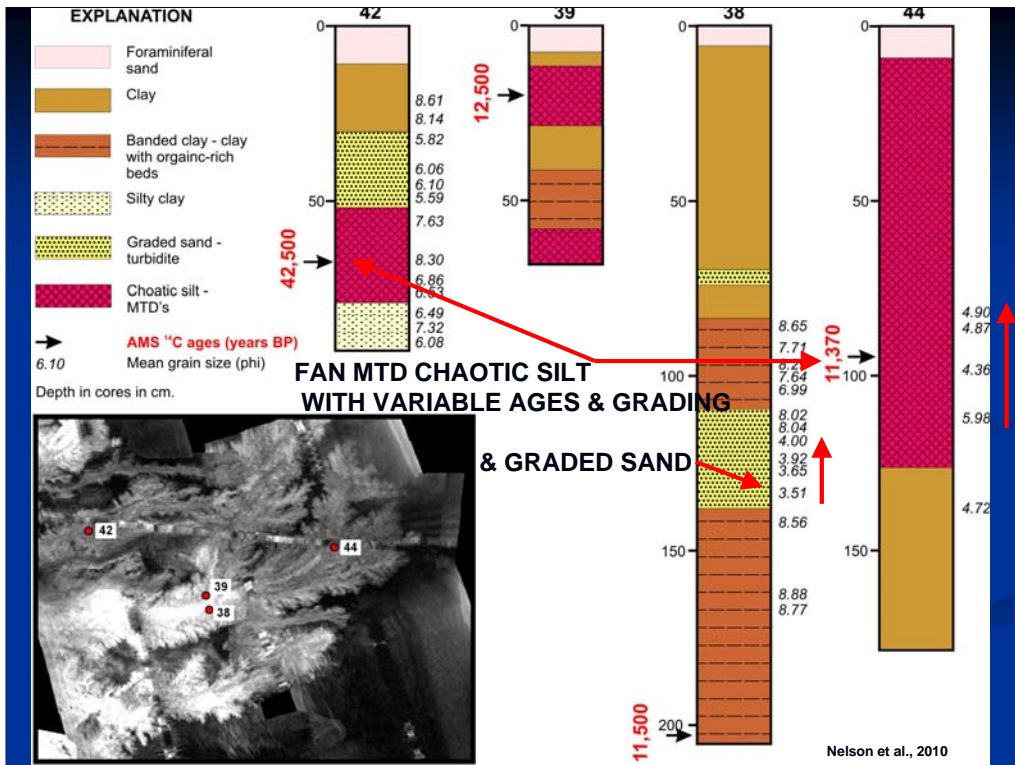 EXPLANATION
Foraminiferal
sand
Clay
Banded clay - clay
with orgainc-rich
beds
Silty clay
Graded sand -
turbidite
Choatic silt -
MTD's
AMS ¹⁴C ages (years BP)
6.10 Mean grain size (phi)
Depth in cores in cm.
42
0
50
42,500
8.61
8.14
5.82
6.06
6.10
5.59
7.63
8.30
6.86
6.49
7.32
6.08
39
0
50
12,500
38
0
50
100
150
200
11,500
8.65
7.71
7.64
6.99
8.02
8.04
4.00
3.92
3.65
3.51
8.56
8.88
8.77
44
0
50
100
150
11,370
4.90
4.87
4.36
5.98
4.72
FAN MTD CHAOTIC SILT
WITH VARIABLE AGES & GRADING
& GRADED SAND
42
44
39
38
Nelson et al., 2010